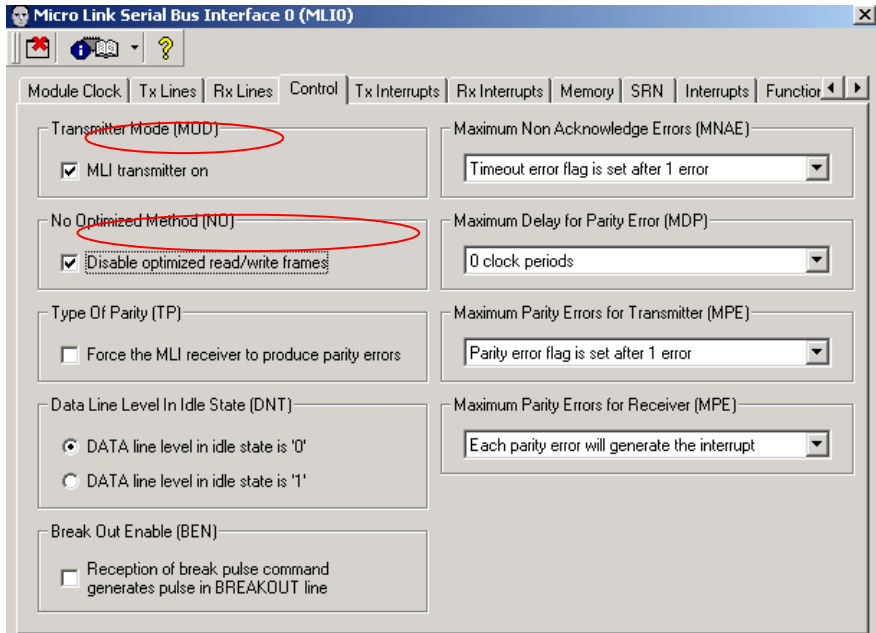 Micro Link Serial Bus Interface 0 (MLI0)
Module Clock Tx Lines Rx Lines Control Tx Interrupts Rx Interrupts Memory SRN Interrupts Function
Transmitter Mode (MOD)
MLI transmitter on
No Optimized Method (NO)
Disable optimized read/write frames
Type Of Parity (TP)
Force the MLI receiver to produce parity errors
Data Line Level In Idle State (DNT)
DATA line level in idle state is '0'
DATA line level in idle state is '1'
Break Out Enable (BEN)
Reception of break pulse command
generates pulse in BREAKOUT line
Maximum Non Acknowledge Errors (MNAE)
Timeout error flag is set after 1 error
Maximum Delay for Parity Error (MDP)
0 clock periods
Maximum Parity Errors for Transmitter (MPE)
Parity error flag is set after 1 error
Maximum Parity Errors for Receiver (MPE)
Each parity error will generate the interrupt